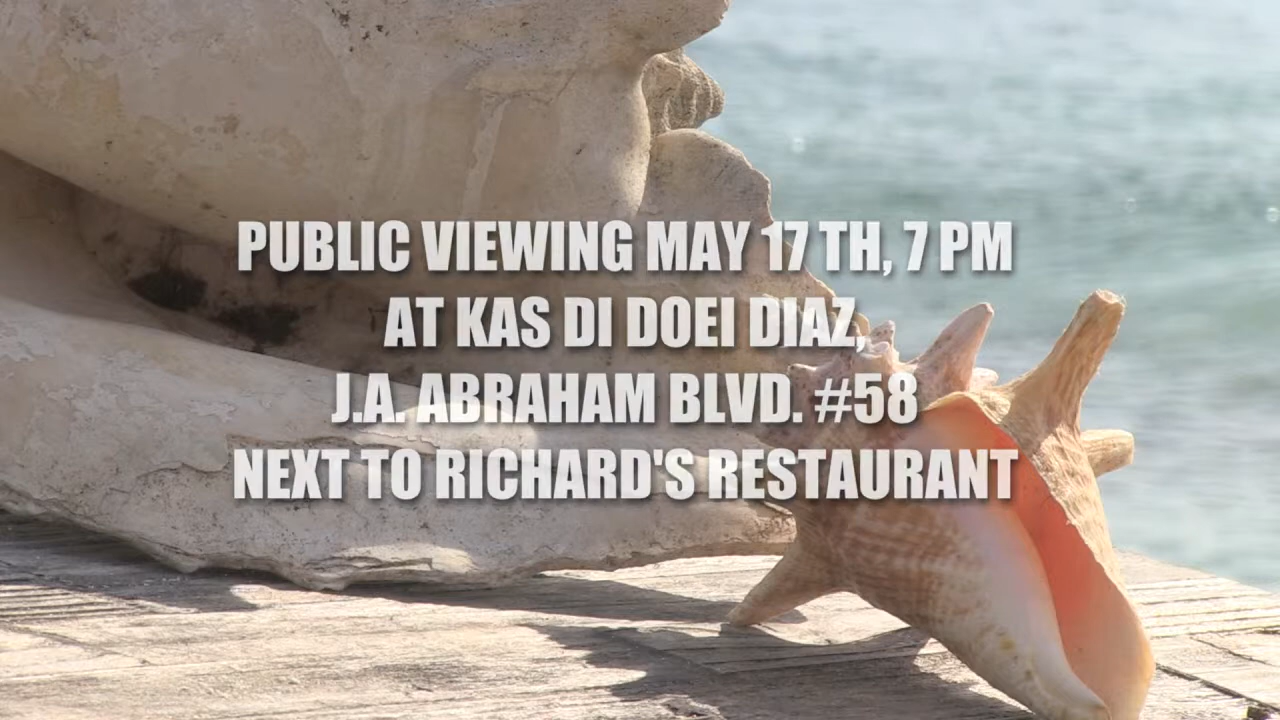 PUBLIC VIEWING MAY 17 TH, 7 PM
AT KAS DI DOEI DIAZ,
J.A. ABRAHAM BLVD. #58
NEXT TO RICHARD'S RESTAURANT